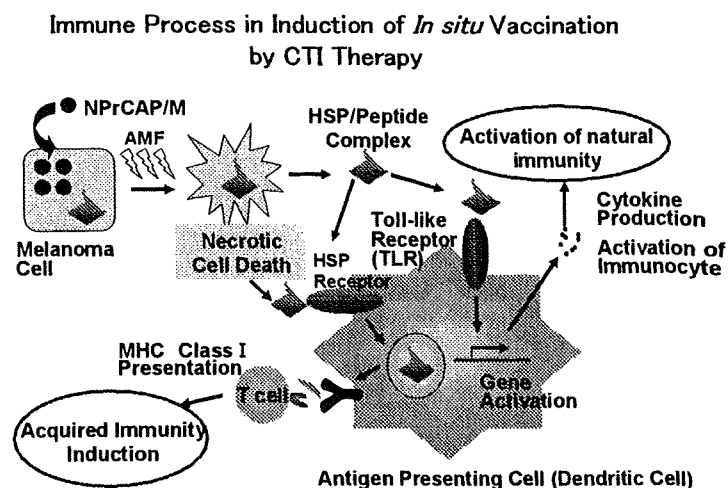 Immune Process in Induction of In situ Vaccination
by CTI Therapy
NPrCAP/M
AMF
HSP/Peptide
Complex
Activation of natural
immunity
Melanoma
Cell
Necrotic
Cell Death
HSP
Receptor
Toll-like
Receptor
(TLR)
Cytokine
Production
Activation of
Immunocyte
MHC Class I
Presentation
T cell
Gene
Activation
Acquired Immunity
Induction
Antigen Presenting Cell (Dendritic Cell)